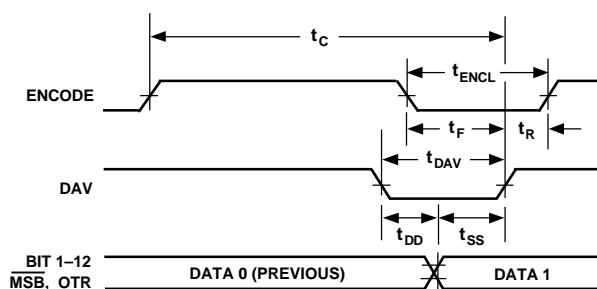 tC
tENCL
ENCODE
tF
tR
tDAV
DAV
tDD
tSS
BIT 1–12
MSB, OTR
DATA 0 (PREVIOUS)
DATA 1